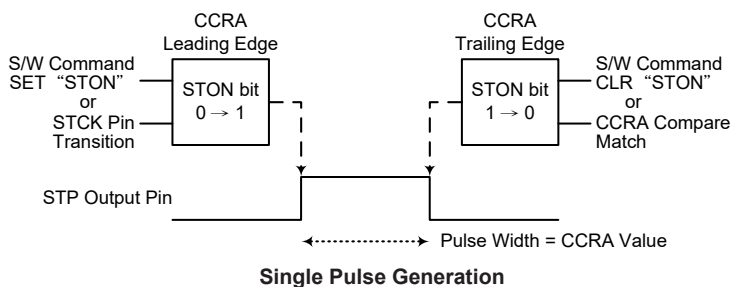 CCRA
Leading Edge
S/W Command
SET “STON”
or
STCK Pin
Transition
STON bit
0 → 1
CCRA
Trailing Edge
STON bit
1 → 0
S/W Command
CLR “STON”
or
CCRA Compare
Match
STP Output Pin
Pulse Width = CCRA Value
Single Pulse Generation